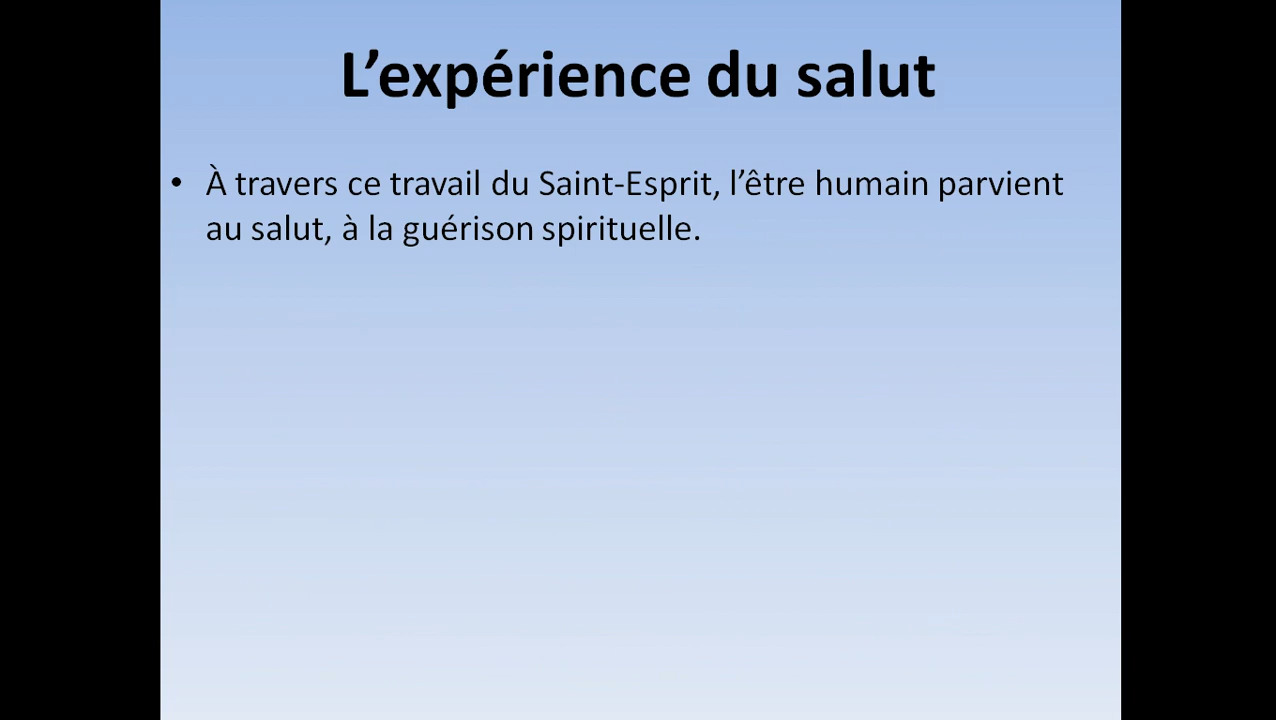 L’expérience du salut
• À travers ce travail du Saint-Esprit, l’être humain parvient
au salut, à la guérison spirituelle.